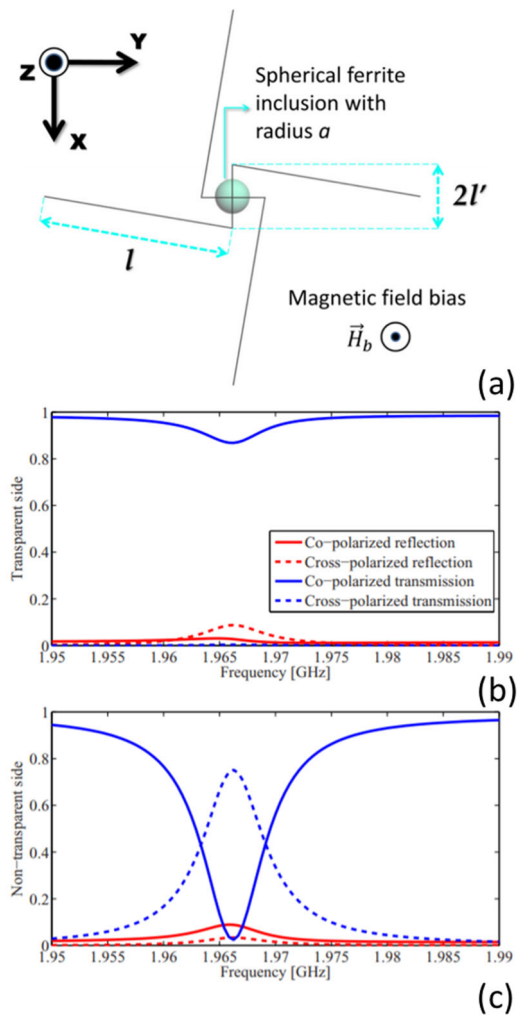 Z
Y
X
Spherical ferrite
inclusion with
radius a
2l′
l
Magnetic field bias
H⃗b
(a)
1
0.8
0.6
0.4
0.2
0
Transparent side
Co−polarized reflection
Cross−polarized reflection
Co−polarized transmission
Cross−polarized transmission
1.95 1.955 1.96 1.965 1.97 1.975 1.98 1.985 1.99
Frequency [GHz]
(b)
1
0.8
0.6
0.4
0.2
0
Non−transparent side
1.95 1.955 1.96 1.965 1.97 1.975 1.98 1.985 1.99
Frequency [GHz]
(c)